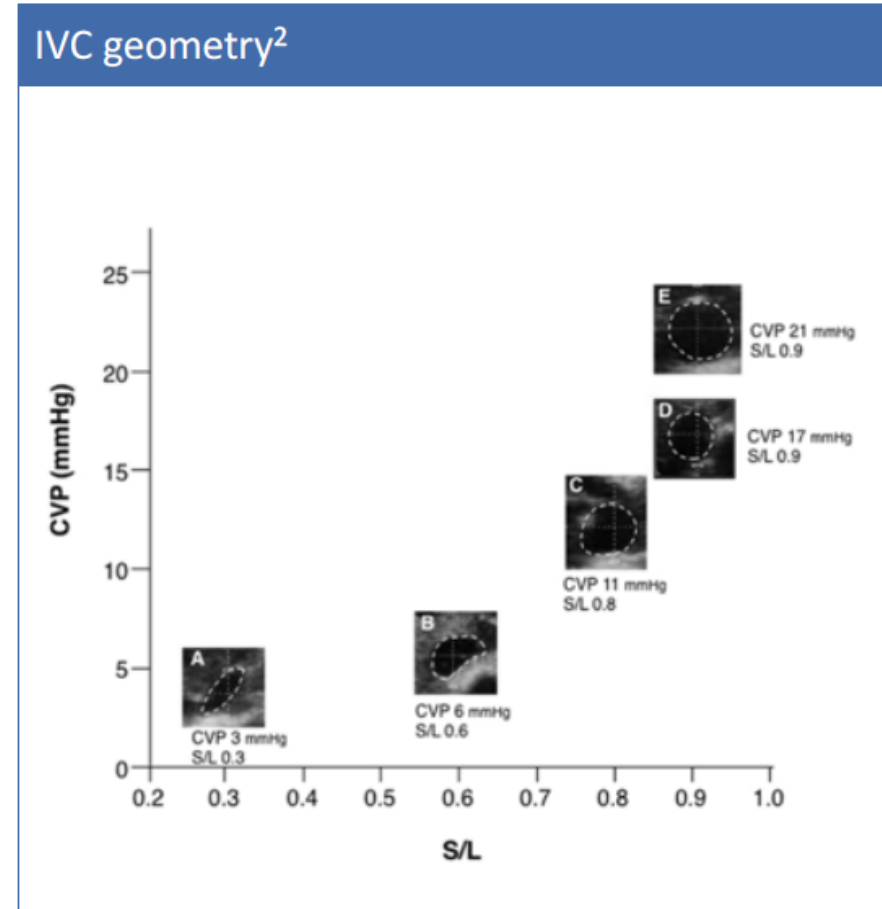 IVC geometry²
25
20
15
10
5
0
CVP (mmHg)
E
CVP 21 mmHg
S/L 0.9
D
CVP 17 mmHg
S/L 0.9
C
CVP 11 mmHg
S/L 0.8
B
CVP 6 mmHg
S/L 0.6
A
CVP 3 mmHg
S/L 0.3
0.2 0.3 0.4 0.5 0.6 0.7 0.8 0.9 1.0
S/L